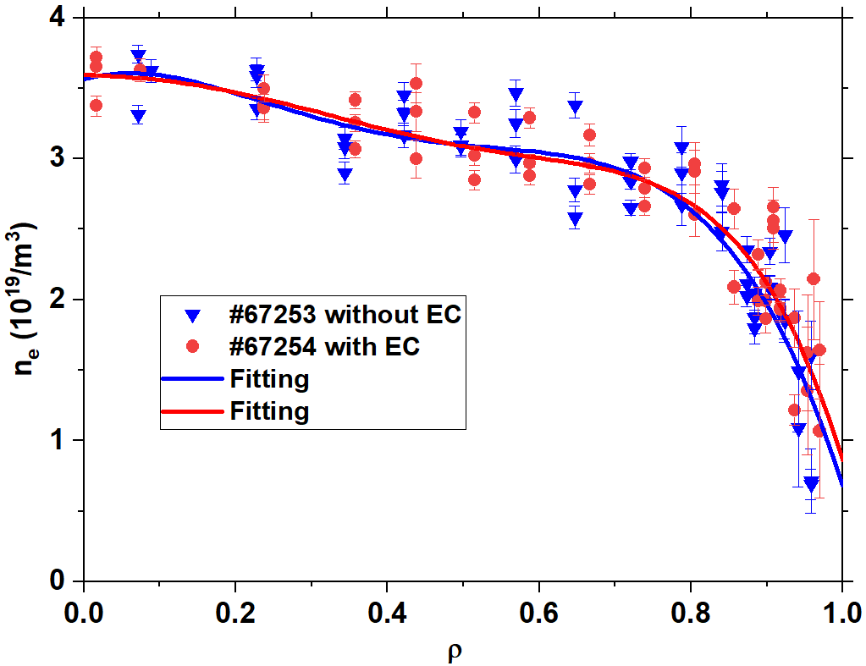 4
3
2
1
0
nₑ (10¹⁹/m³)
#67253 without EC
#67254 with EC
Fitting
Fitting
0.0 0.2 0.4 0.6 0.8 1.0
ρ